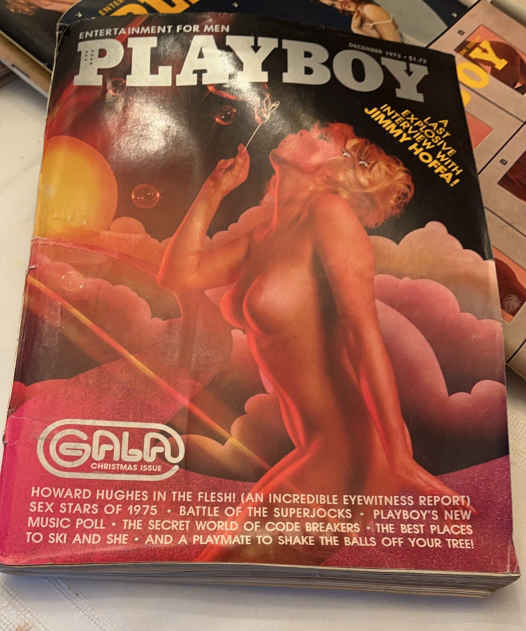 ENTERTAINMENT FOR MEN
PLAYBOY
DECEMBER 1975 • $1.75
A
LAST
EXPLOSIVE
INTERVIEW WITH
JIMMY HOFFA!
GALA
CHRISTMAS ISSUE
HOWARD HUGHES IN THE FLESH! (AN INCREDIBLE EYEWITNESS REPORT)
SEX STARS OF 1975 • BATTLE OF THE SUPERJOCKS • PLAYBOY'S NEW
MUSIC POLL • THE SECRET WORLD OF CODE BREAKERS • THE BEST PLACES
TO SKI AND SHE • AND A PLAYMATE TO SHAKE THE BALLS OFF YOUR TREE!